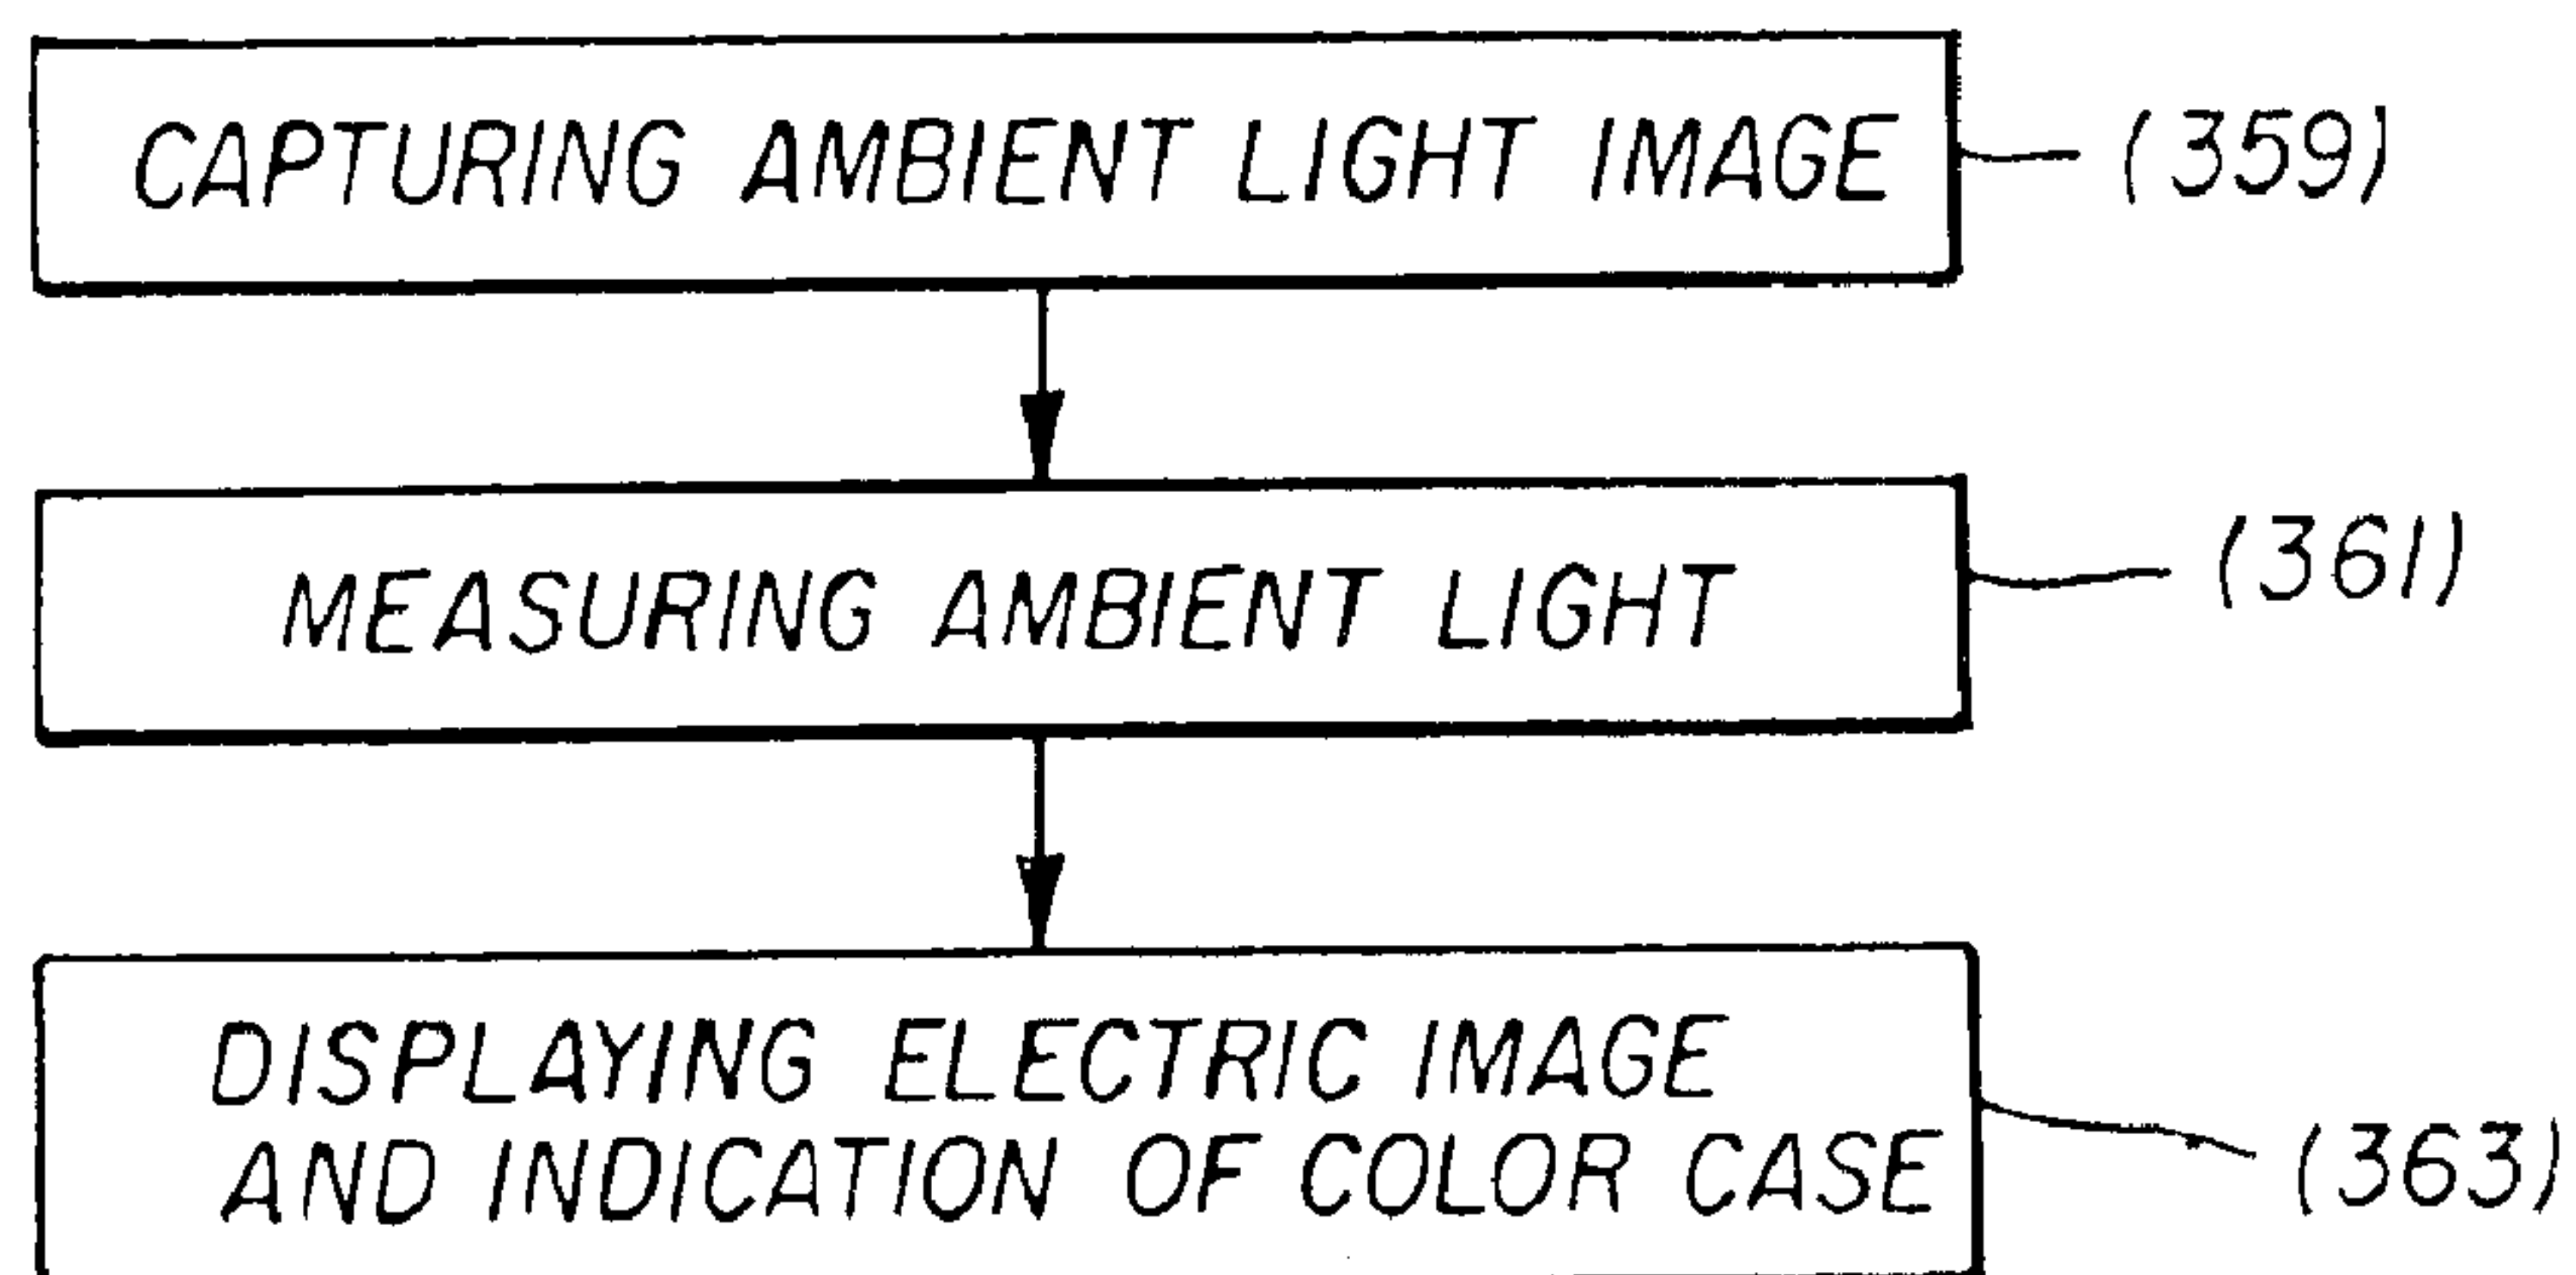 CAPTURING AMBIENT LIGHT IMAGE (359)
MEASURING AMBIENT LIGHT (361)
DISPLAYING ELECTRIC IMAGE
AND INDICATION OF COLOR CASE (363)